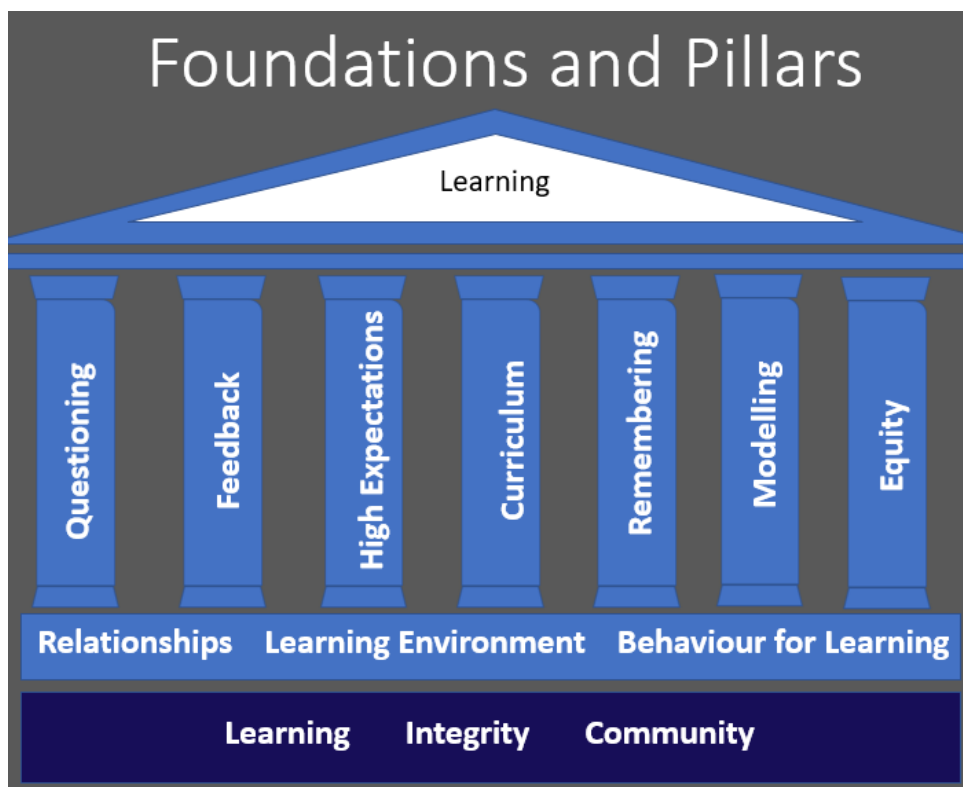 Foundations and Pillars
Learning
Questioning
Feedback
High Expectations
Curriculum
Remembering
Modelling
Equity
Relationships Learning Environment Behaviour for Learning
Learning Integrity Community